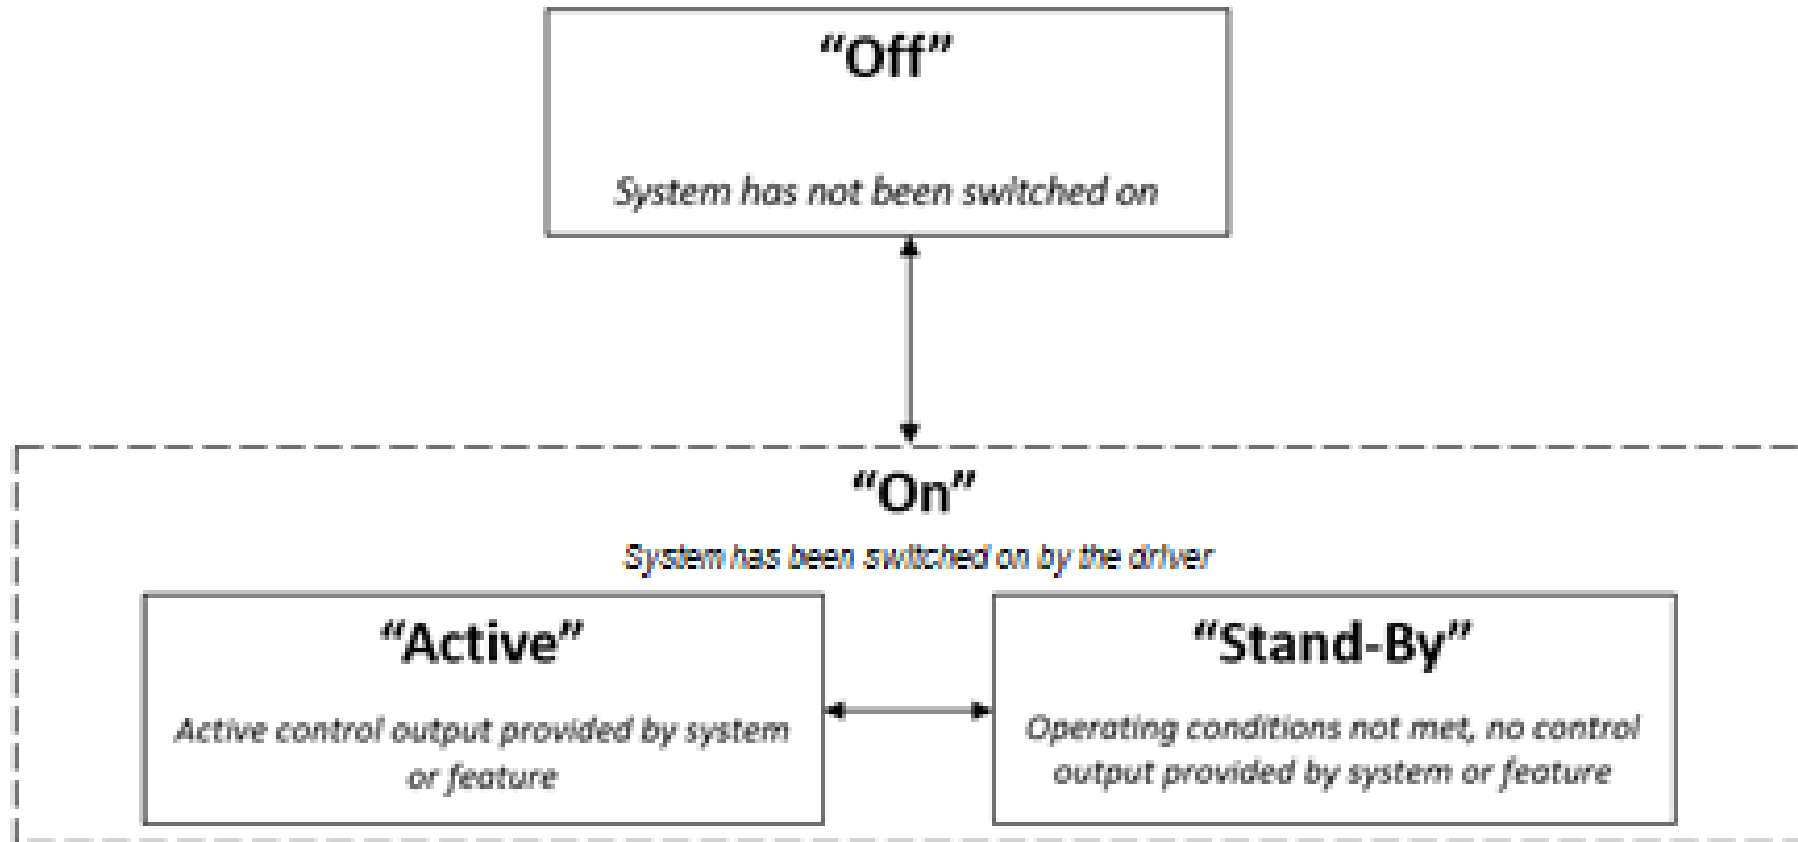 “Off”
System has not been switched on
“On”
System has been switched on by the driver
“Active”
Active control output provided by system
or feature
“Stand-By”
Operating conditions not met, no control
output provided by system or feature